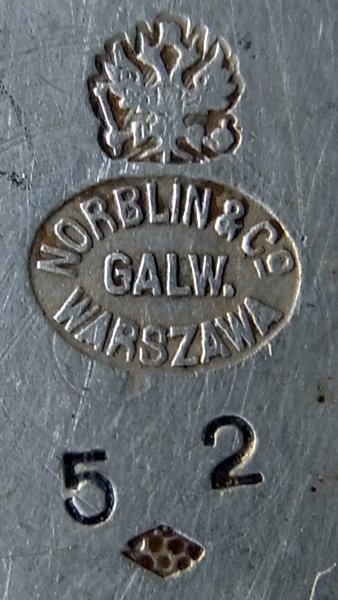 NORBLIN & Co
GALW.
WARSZAWA
5 2